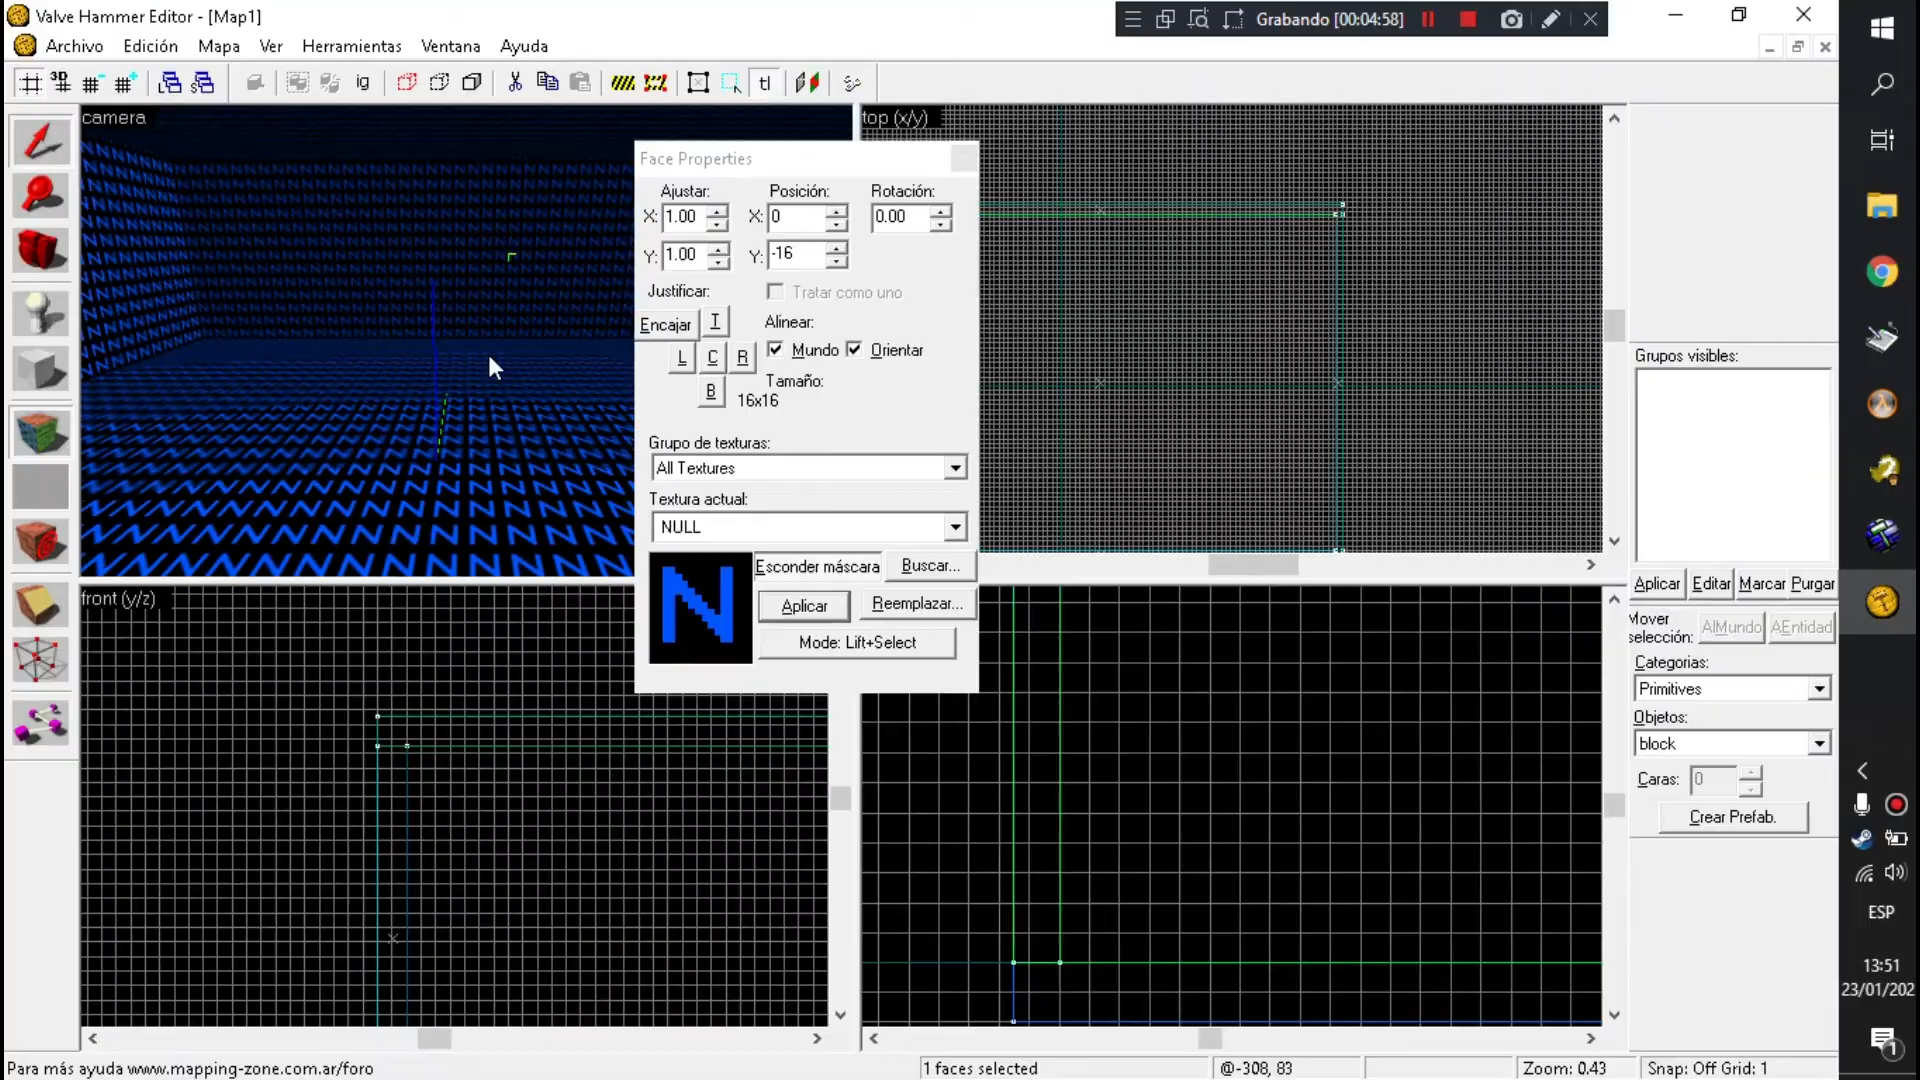 Valve Hammer Editor - [Map1]
Grabando [00:04:58]
Archivo Edición Mapa Ver Herramientas Ventana Ayuda
3D
ig
tl
camera
top (x/y)
Face Properties
Ajustar: Posición: Rotación:
X: 1.00 X: 0 0.00
Y: 1.00 Y: -16
Justificar: Tratar como uno
Encajar T Alinear:
L C R Mundo Orientar
B Tamaño:
16x16
Grupo de texturas:
All Textures
Textura actual:
NULL
Esconder máscara Buscar...
N
Aplicar Reemplazar...
Mode: Lift+Select
front (y/z)
Grupos visibles:
Aplicar Editar Marcar Purgar
Mover
selección: AlMundo AEntidad
Categorias:
Primitives
Objetos:
block
Caras: 0
Crear Prefab.
ESP
13:51
23/01/202
1
Para más ayuda www.mapping-zone.com.ar/foro
1 faces selected
@-308, 83
Zoom: 0.43
Snap: Off Grid: 1